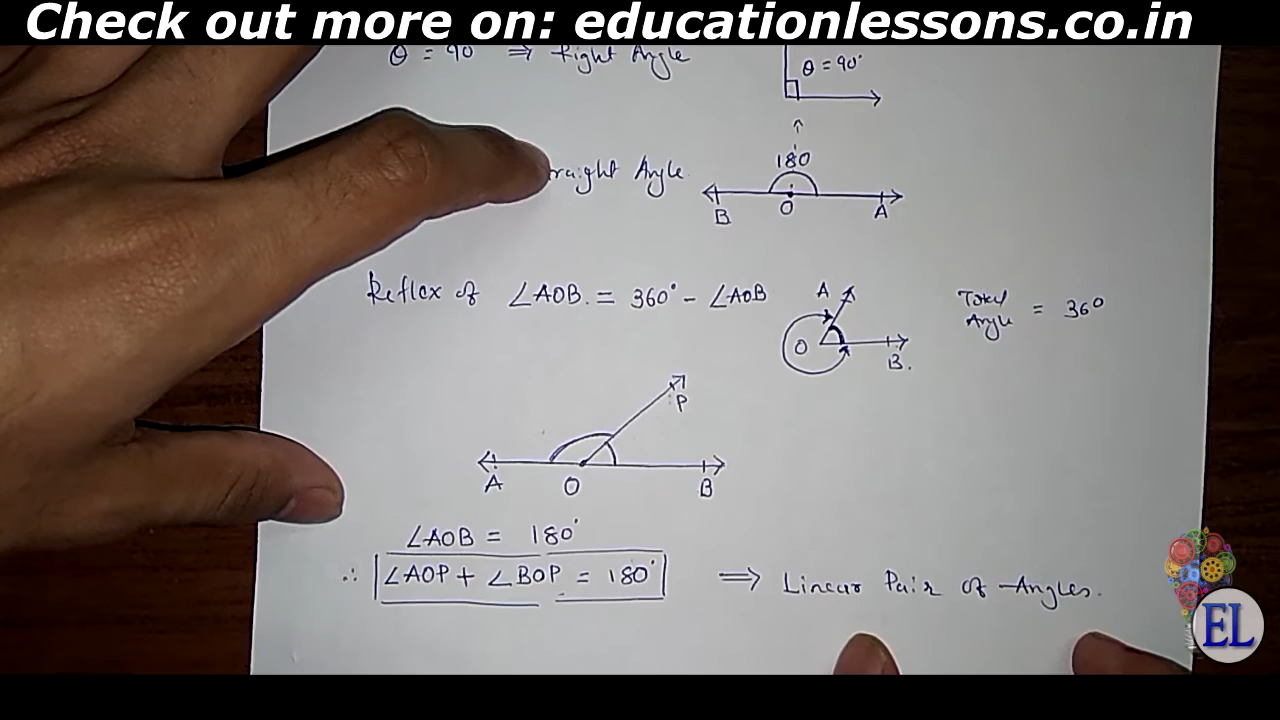 Check out more on: educationlessons.co.in
θ = 90 ⇒ Right Angle
θ = 90°
raight Angle
180
B O A
Reflex of ∠AOB = 360° - ∠AOB
A
O
B.
Total Angle = 360
P
A O B
∠AOB = 180°
∴ ∠AOP + ∠BOP = 180° ⇒ Linear Pair of Angles.
EL